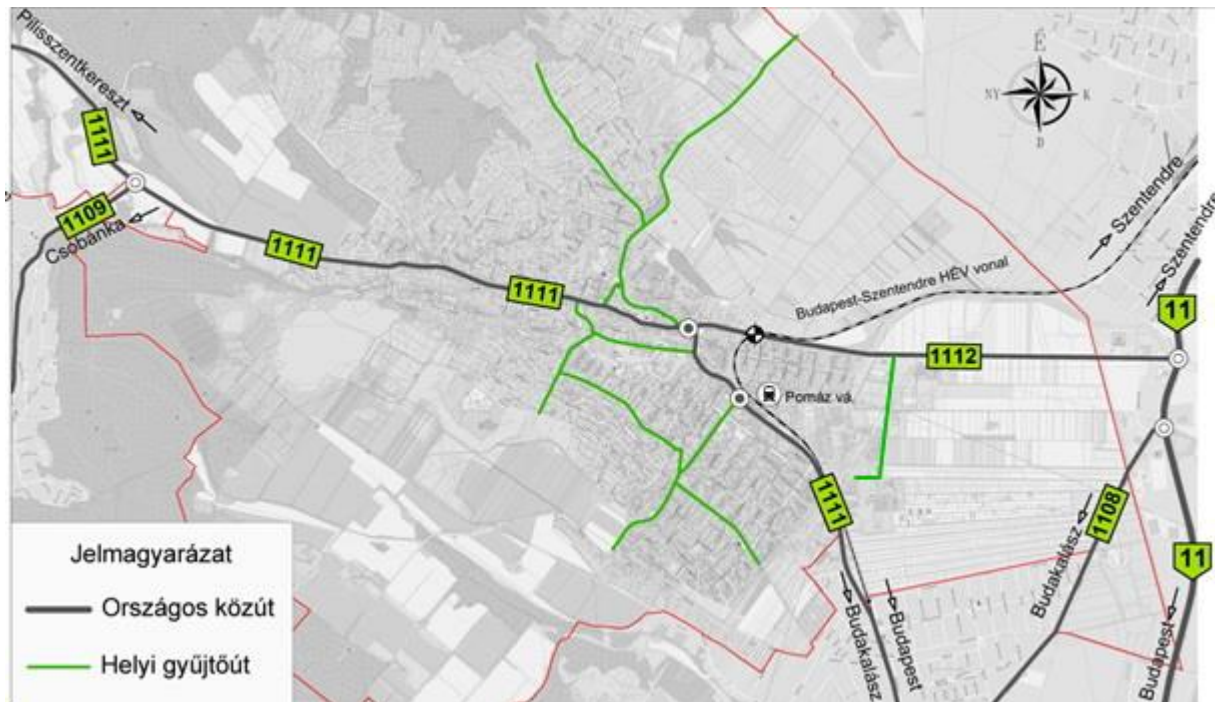 Pilisszentkereszt
1111
1109
Csobánka
1111
1111
É
NY
K
D
Szentendre
Szentendre
Budapest-Szentendre HÉV vonal
11
1112
Pomáz vá.
1111
1108
Budakalász
11
Budakalász
Budapest
Budapest
Jelmagyarázat
Országos közút
Helyi gyűjtőút